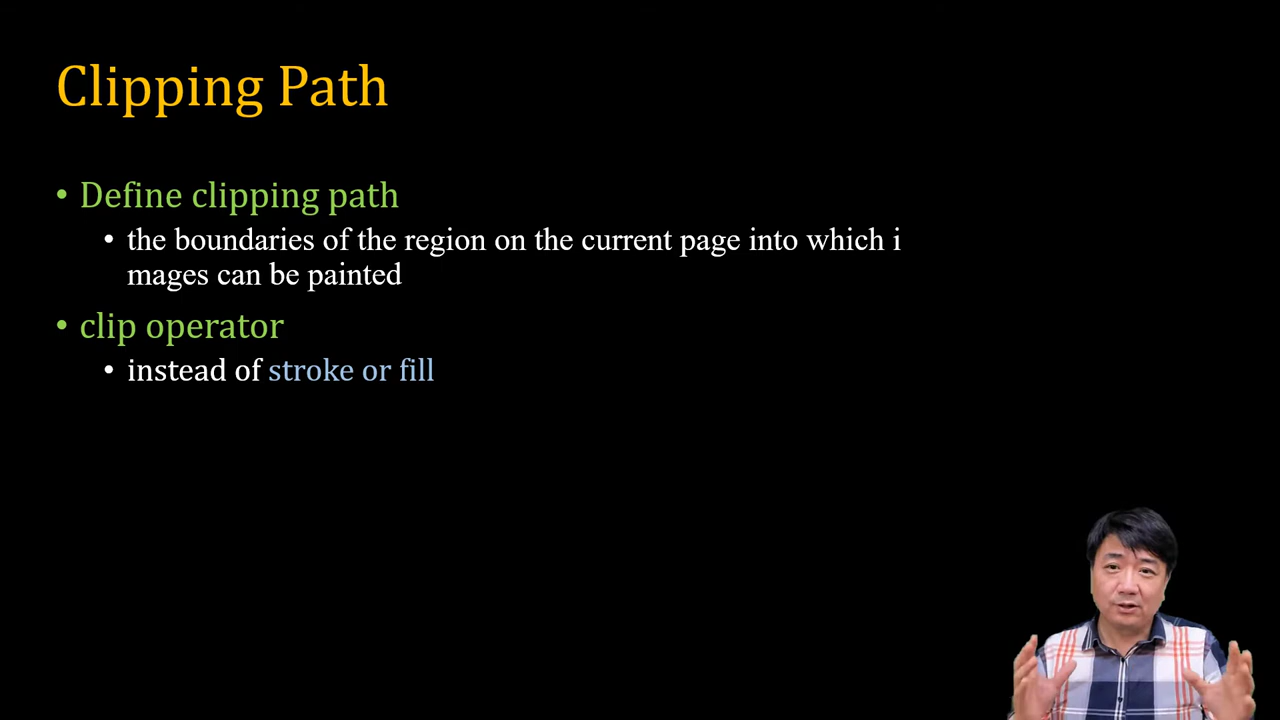 Clipping Path
• Define clipping path
• the boundaries of the region on the current page into which i
mages can be painted
• clip operator
• instead of stroke or fill